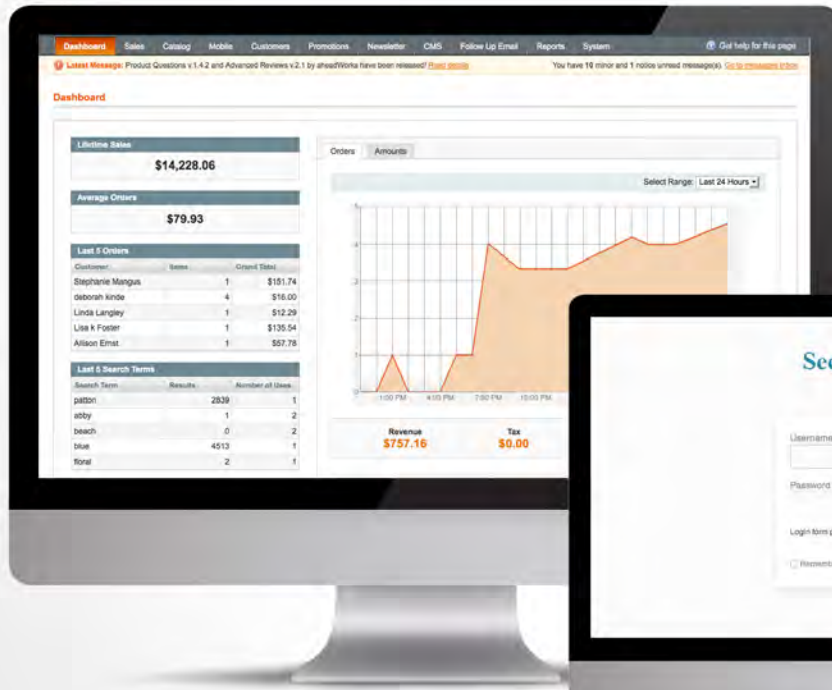 Dashboard Sales Catalog Mobile Customers Promotions Newsletter CMS Follow Up Email Reports System Get help for this page
Latest Message: Product Questions v.1.4.2 and Advanced Reviews v.2.1 by aheadWorks have been released! Read details You have 10 minor and 1 notice unread message(s). Go to messages inbox
Dashboard
Lifetime Sales
$14,228.06
Average Orders
$79.93
Last 5 Orders
Customer Items Grand Total
Stephanie Mangus 1 $151.74
deborah kinde 4 $16.00
Linda Langley 1 $12.29
Lisa k Foster 1 $135.54
Allison Ernst 1 $57.78
Last 5 Search Terms
Search Term Results Number of Uses
patton 2839 1
abby 1 2
beach 0 2
blue 4513 1
floral 2 1
Orders Amounts
Select Range: Last 24 Hours
5
4
3
2
1
0
1:00 PM 4:00 PM 7:00 PM 10:00 PM
Revenue Tax
$757.16 $0.00
Sec
Username
Password
Login form p
Rememb